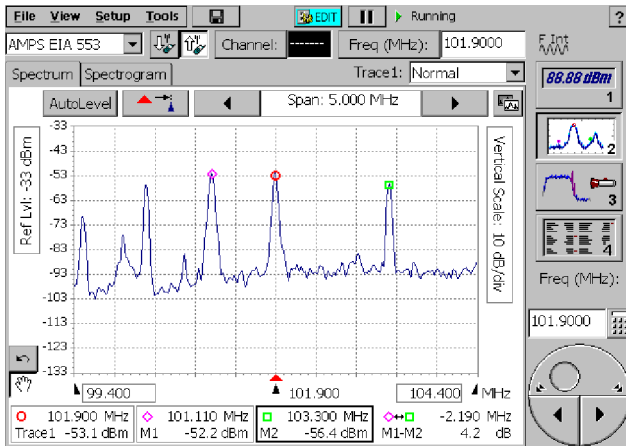 File View Setup Tools EDIT Running ?
AMPS EIA 553 Channel: Freq (MHz): 101.9000 F Int
Spectrum Spectrogram Trace1: Normal
88.88 dBm
1
AutoLevel Span: 5.000 MHz
-33
-43
-53
-63
-73
-83
-93
-103
-113
-123
-133
Ref Lvl: -33 dBm
Vertical Scale: 10 dB/div
2
3
4
Freq (MHz):
101.9000
99.400 101.900 104.400 MHz
101.900 MHz 101.110 MHz 103.300 MHz -2.190 MHz
Trace1 -53.1 dBm M1 -52.2 dBm M2 -56.4 dBm M1-M2 4.2 dB